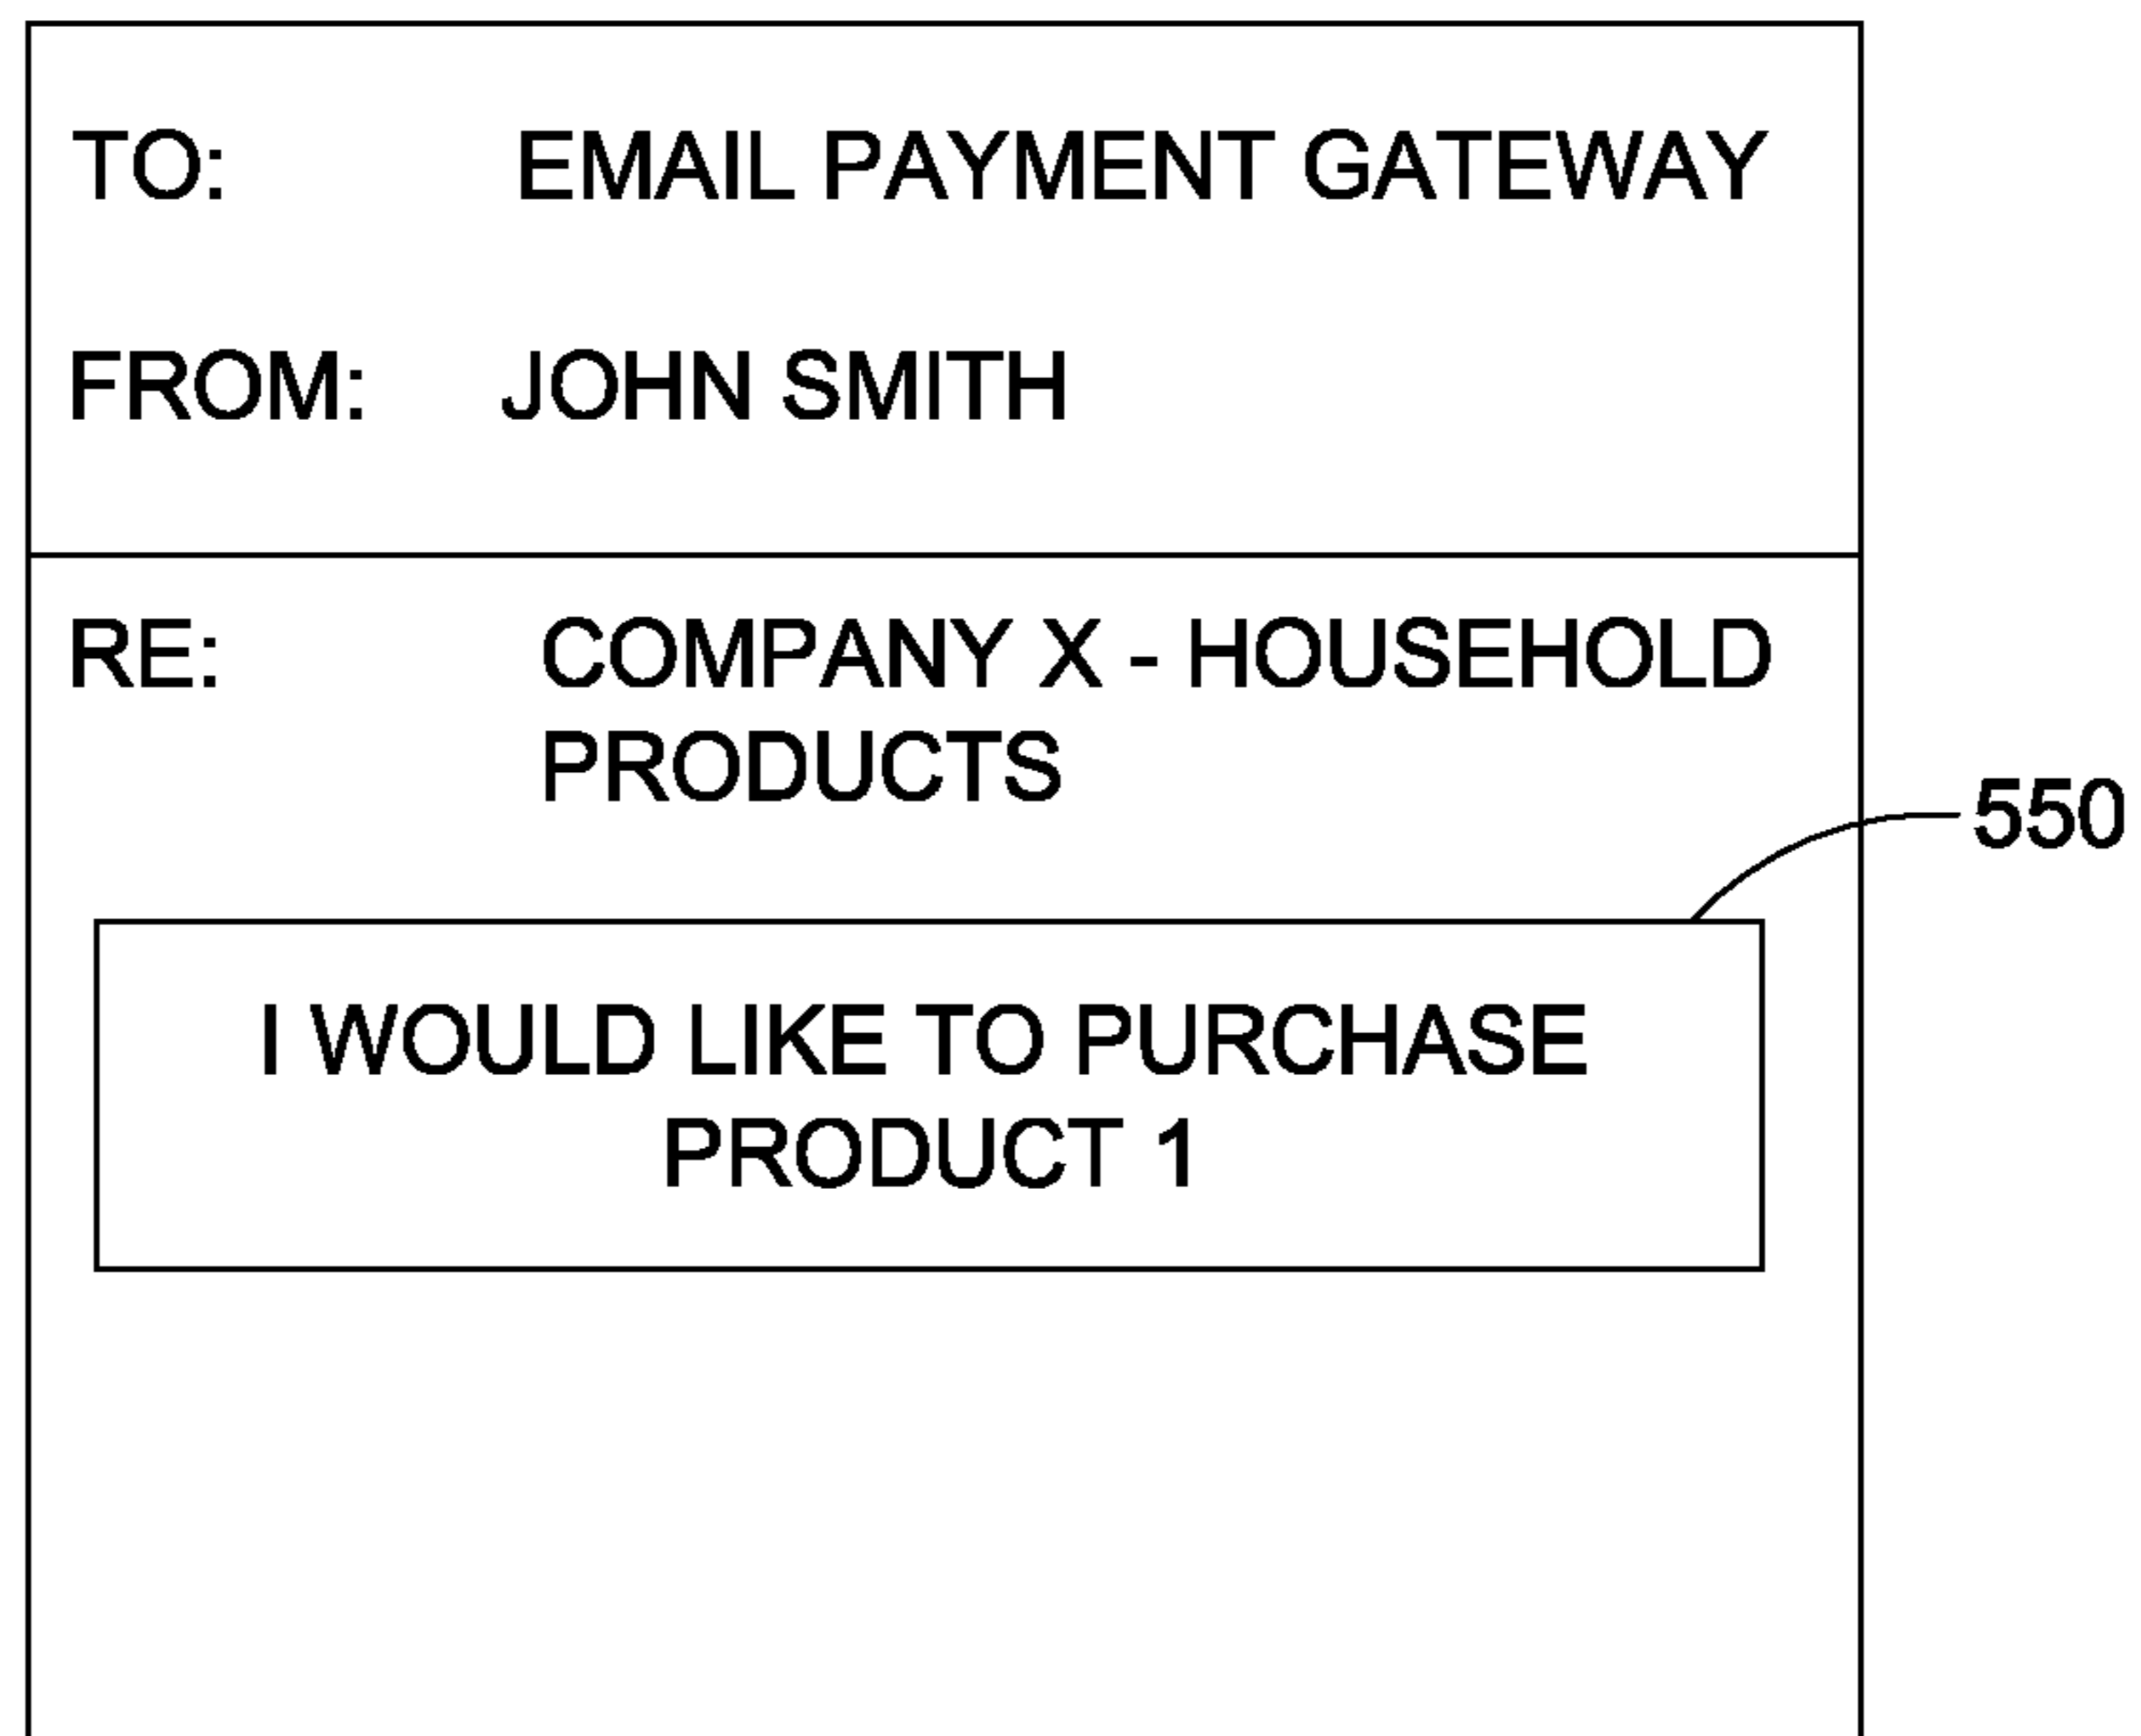 TO: EMAIL PAYMENT GATEWAY
FROM: JOHN SMITH
RE: COMPANY X - HOUSEHOLD
PRODUCTS
550
I WOULD LIKE TO PURCHASE
PRODUCT 1